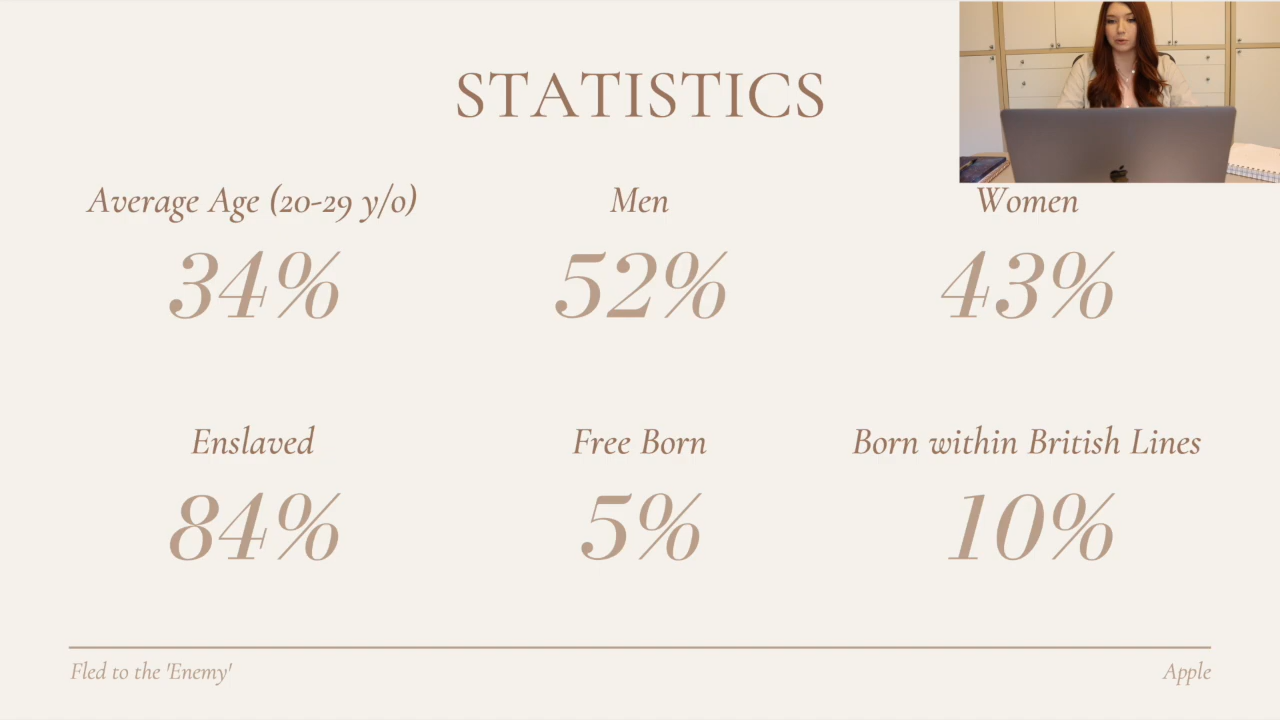 STATISTICS
Average Age (20-29 y/o)
34%
Men
52%
Women
43%
Enslaved
84%
Free Born
5%
Born within British Lines
10%
Fled to the 'Enemy'
Apple